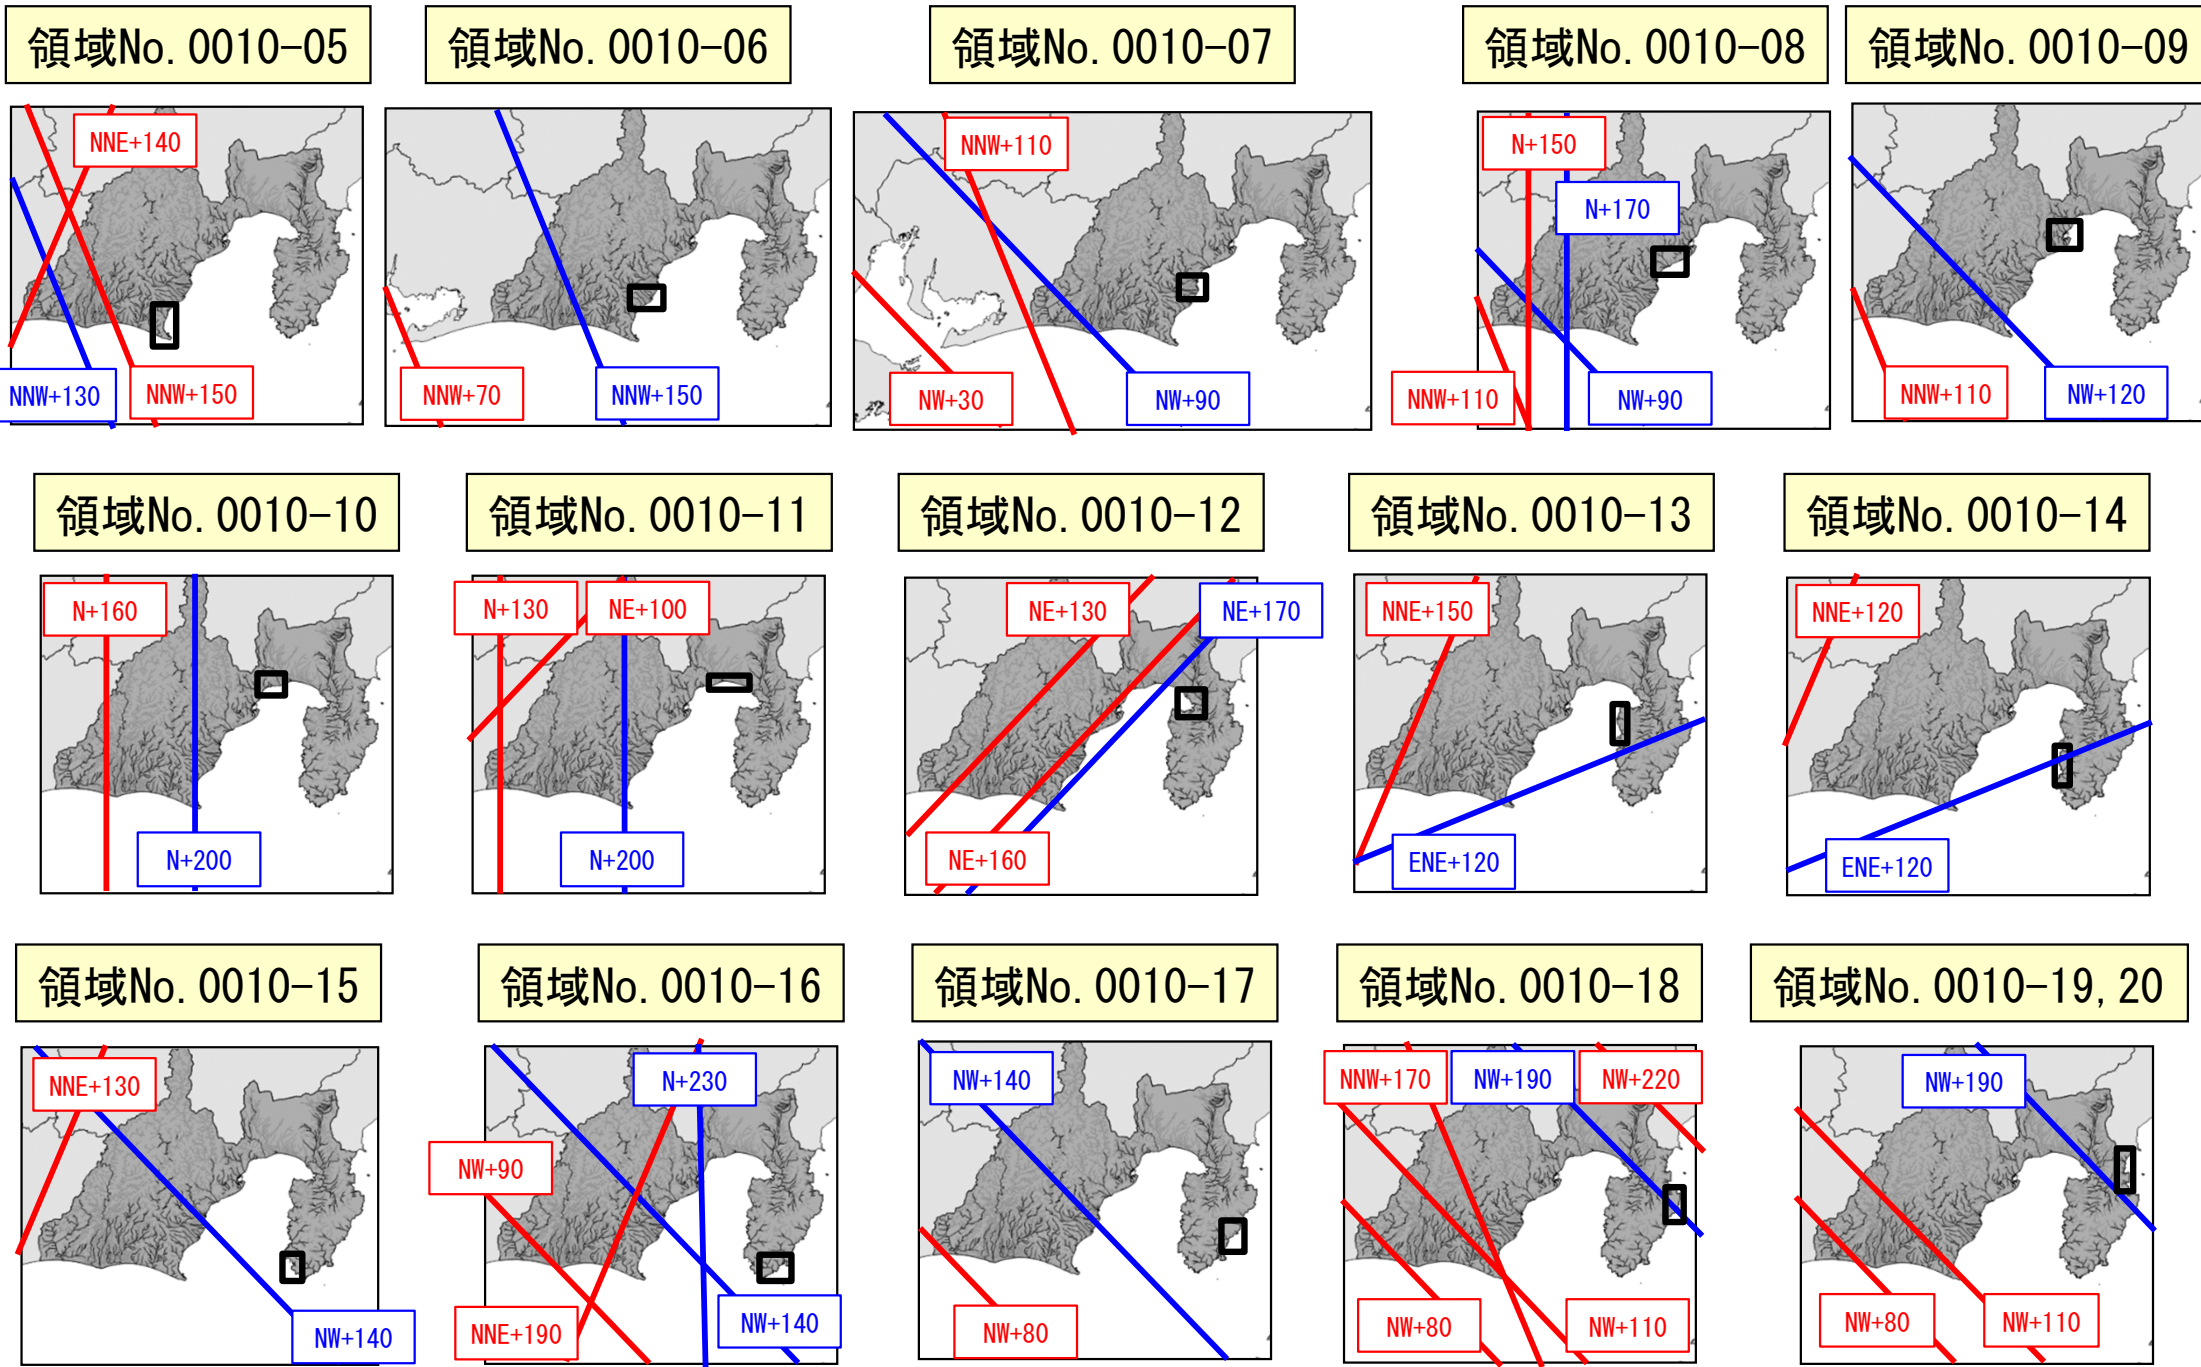 領域No.0010-05
領域No.0010-06
領域No.0010-07
領域No.0010-08
領域No.0010-09
NNE+140
NNW+130
NNW+150
NNW+70
NNW+150
NNW+110
NW+30
NW+90
N+150
N+170
NNW+110
NW+90
NNW+110
NW+120
領域No.0010-10
領域No.0010-11
領域No.0010-12
領域No.0010-13
領域No.0010-14
N+160
N+200
N+130
NE+100
N+200
NE+130
NE+170
NE+160
NNE+150
ENE+120
NNE+120
ENE+120
領域No.0010-15
領域No.0010-16
領域No.0010-17
領域No.0010-18
領域No.0010-19,20
NNE+130
NW+140
N+230
NW+90
NNE+190
NW+140
NW+140
NW+80
NNW+170
NW+190
NW+220
NW+80
NW+110
NW+190
NW+80
NW+110